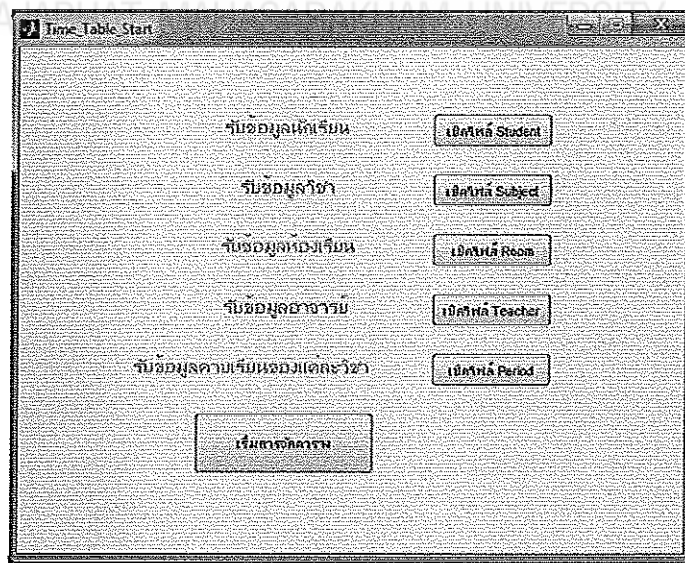 Time_Table_Start
รับข้อมูลนักเรียน เปิดไฟล์ Student
รับข้อมูลวิชา เปิดไฟล์ Subject
รับข้อมูลห้องเรียน เปิดไฟล์ Room
รับข้อมูลอาจารย์ เปิดไฟล์ Teacher
รับข้อมูลคาบเรียนของแต่ละวิชา เปิดไฟล์ Period
เริ่มการจัดตาราง